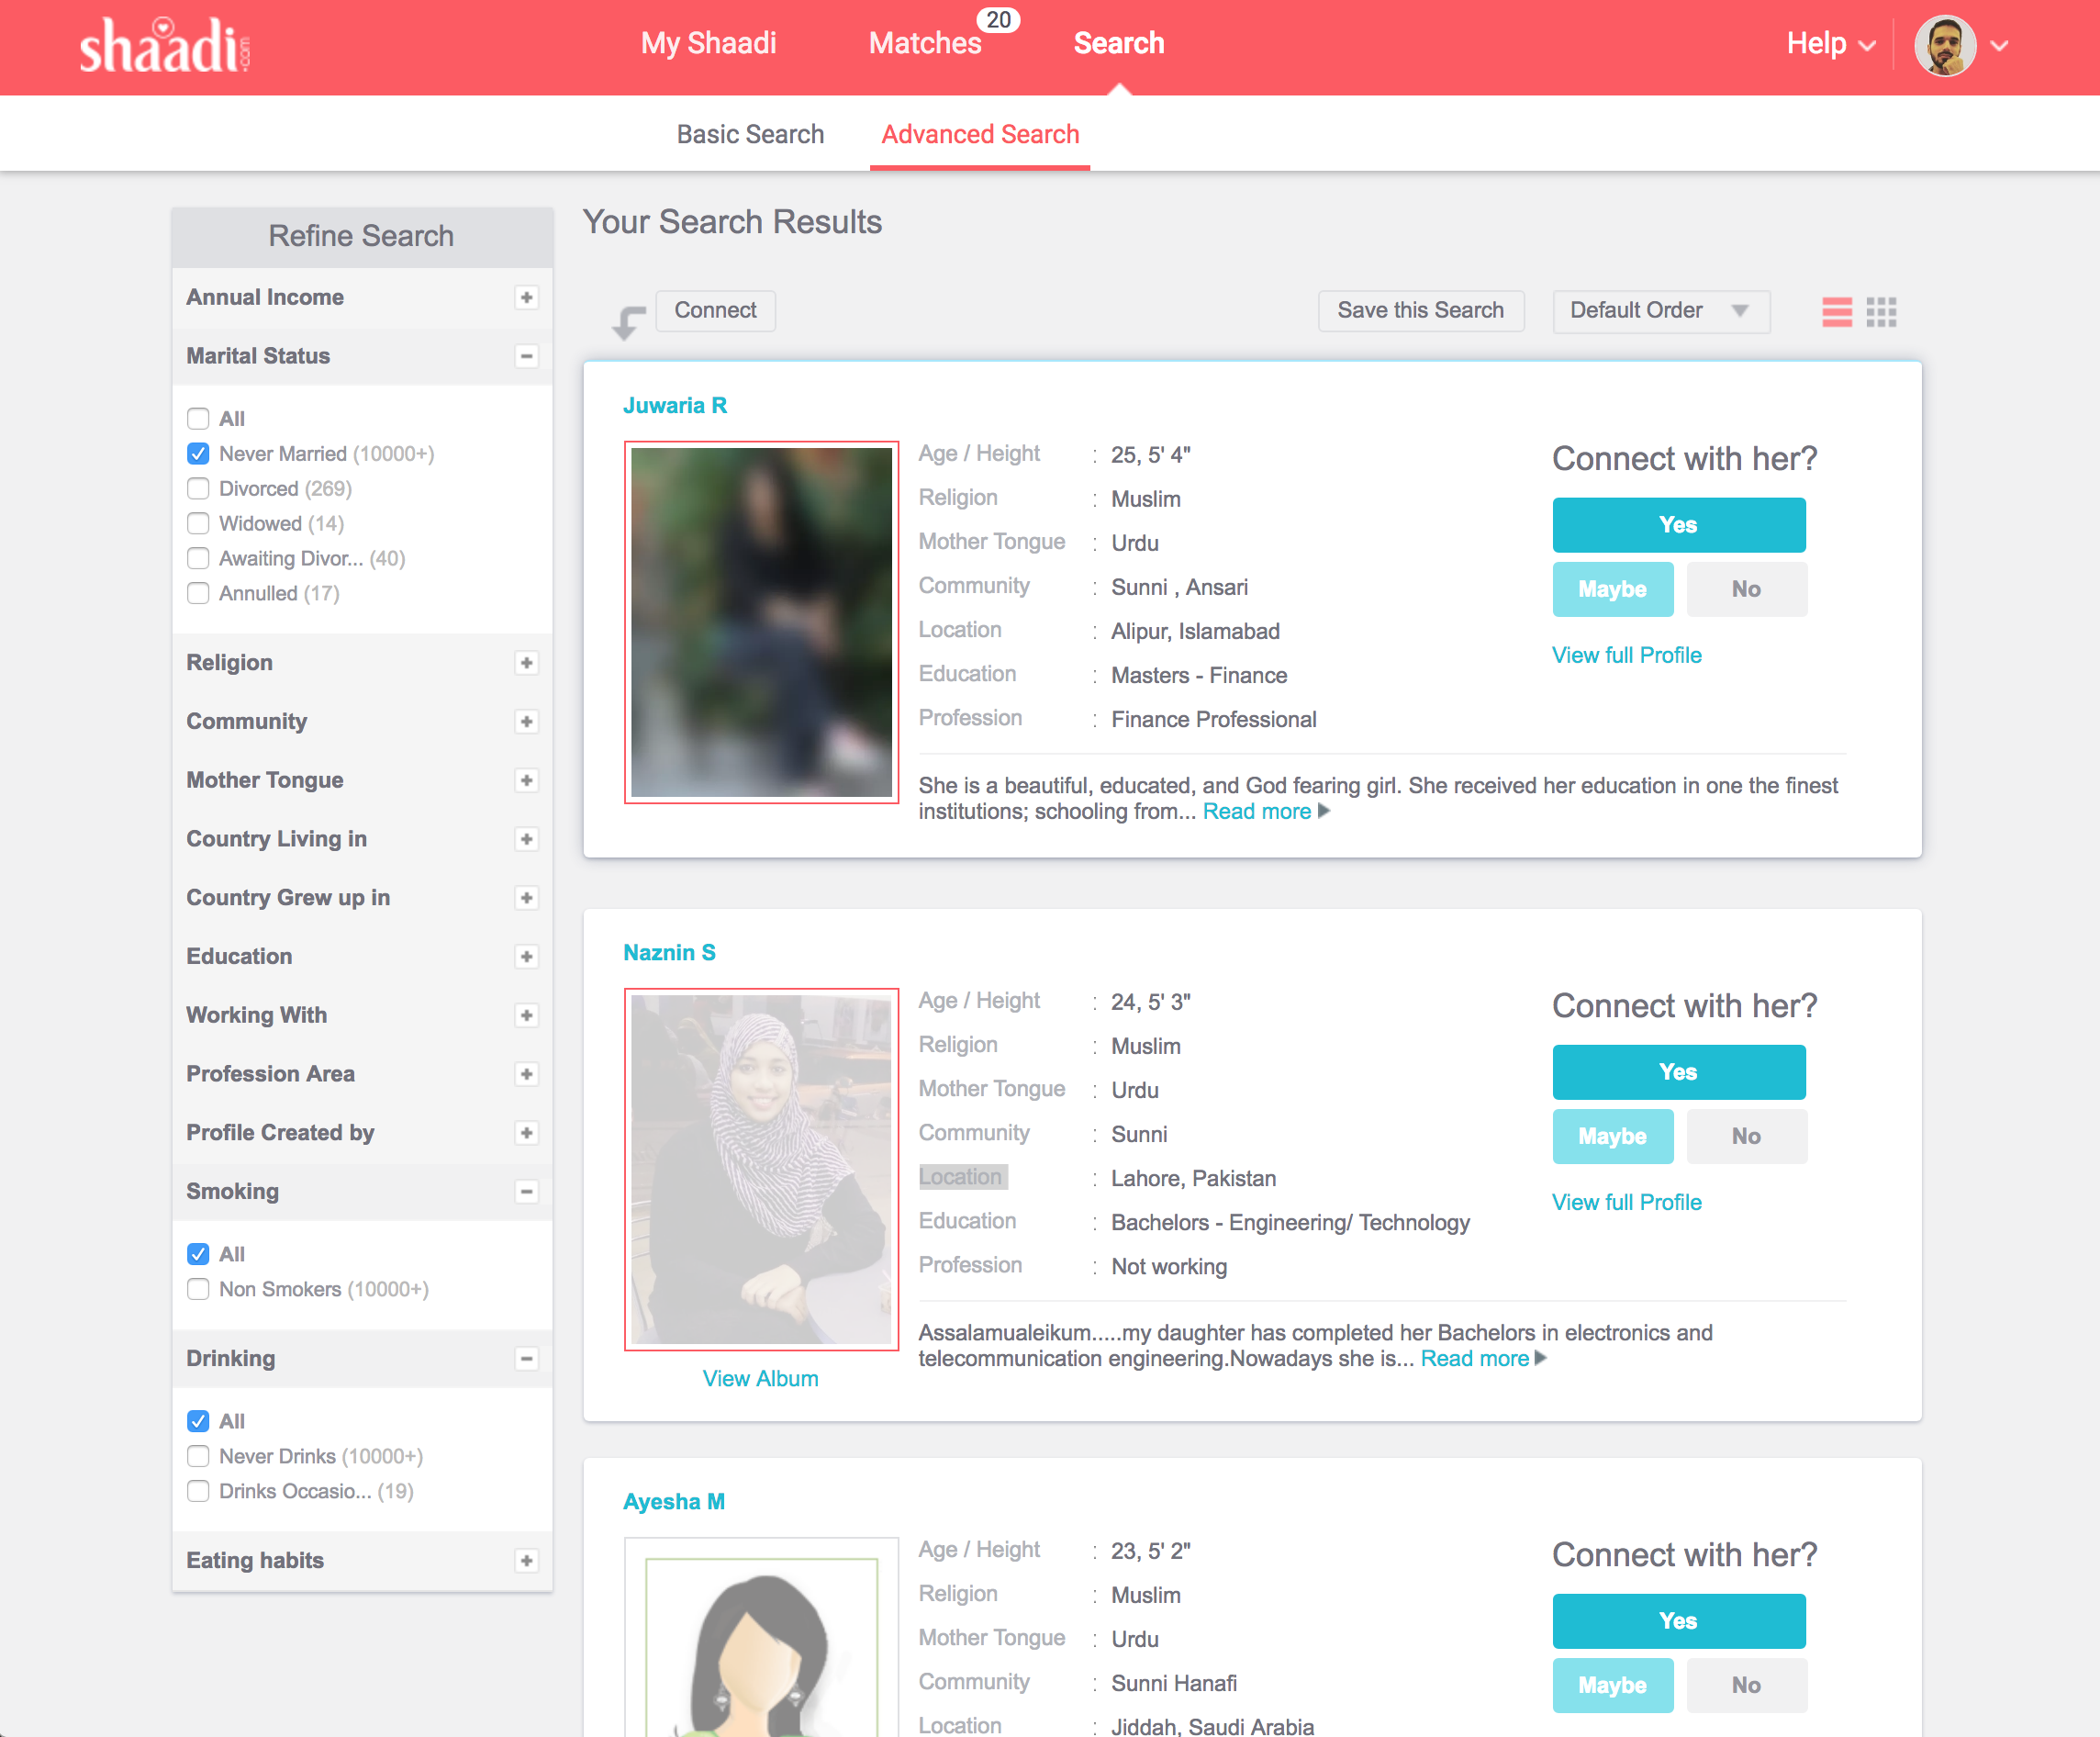 shaadi.com
My Shaadi
Matches
20
Search
Help
Basic Search
Advanced Search
Refine Search
Annual Income
Marital Status
All
Never Married (10000+)
Divorced (269)
Widowed (14)
Awaiting Divor... (40)
Annulled (17)
Religion
Community
Mother Tongue
Country Living in
Country Grew up in
Education
Working With
Profession Area
Profile Created by
Smoking
All
Non Smokers (10000+)
Drinking
All
Never Drinks (10000+)
Drinks Occasio... (19)
Eating habits
Your Search Results
Connect
Save this Search
Default Order
Juwaria R
Age / Height : 25, 5' 4"
Religion : Muslim
Mother Tongue : Urdu
Community : Sunni , Ansari
Location : Alipur, Islamabad
Education : Masters - Finance
Profession : Finance Professional
She is a beautiful, educated, and God fearing girl. She received her education in one the finest
institutions; schooling from... Read more
Connect with her?
Yes
Maybe
No
View full Profile
Naznin S
Age / Height : 24, 5' 3"
Religion : Muslim
Mother Tongue : Urdu
Community : Sunni
Location : Lahore, Pakistan
Education : Bachelors - Engineering/ Technology
Profession : Not working
Assalamualeikum.....my daughter has completed her Bachelors in electronics and
telecommunication engineering.Nowadays she is... Read more
View Album
Connect with her?
Yes
Maybe
No
View full Profile
Ayesha M
Age / Height : 23, 5' 2"
Religion : Muslim
Mother Tongue : Urdu
Community : Sunni Hanafi
Location : Jiddah, Saudi Arabia
Connect with her?
Yes
Maybe
No